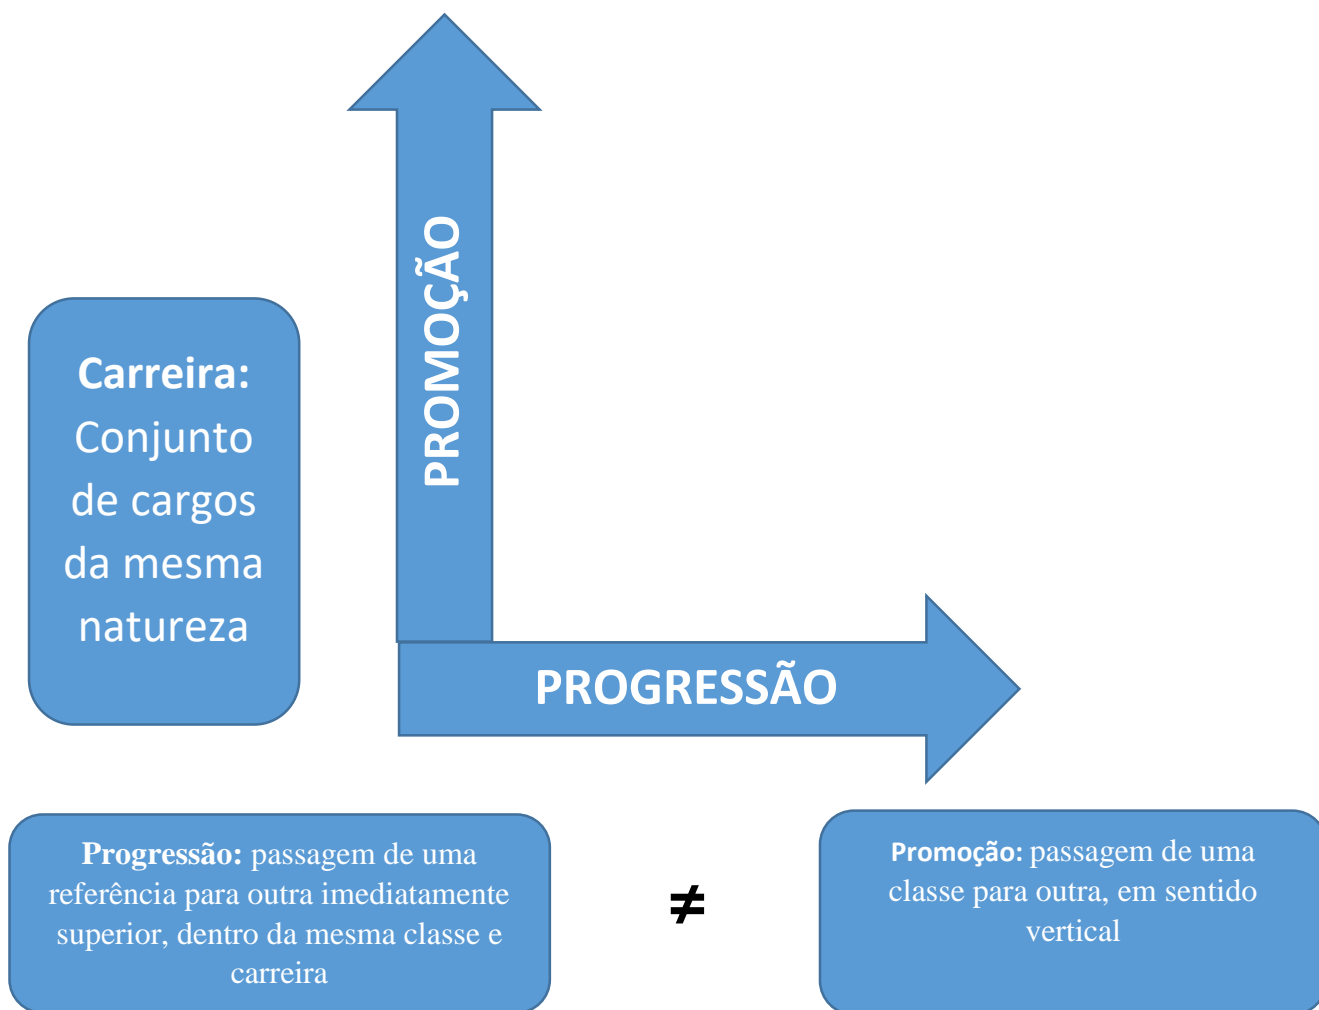 PROMOÇÃO
Carreira:
Conjunto
de cargos
da mesma
natureza
PROGRESSÃO
Progressão: passagem de uma
referência para outra imediatamente
superior, dentro da mesma classe e
carreira
≠
Promoção: passagem de uma
classe para outra, em sentido
vertical